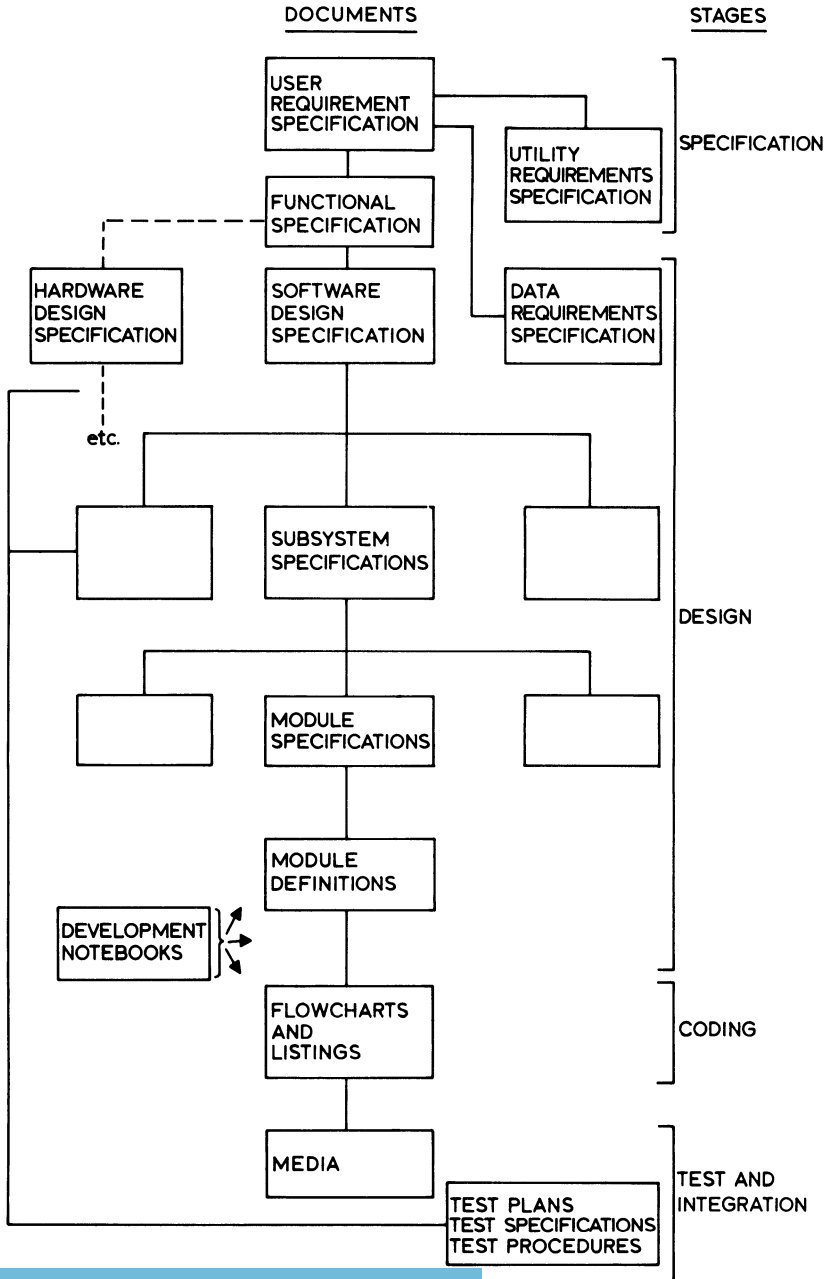 DOCUMENTS
STAGES
USER
REQUIREMENT
SPECIFICATION
SPECIFICATION
UTILITY
REQUIREMENTS
SPECIFICATION
FUNCTIONAL
SPECIFICATION
HARDWARE
DESIGN
SPECIFICATION
SOFTWARE
DESIGN
SPECIFICATION
DATA
REQUIREMENTS
SPECIFICATION
etc.
SUBSYSTEM
SPECIFICATIONS
DESIGN
MODULE
SPECIFICATIONS
MODULE
DEFINITIONS
DEVELOPMENT
NOTEBOOKS
FLOWCHARTS
AND
LISTINGS
CODING
MEDIA
TEST AND
INTEGRATION
TEST PLANS
TEST SPECIFICATIONS
TEST PROCEDURES